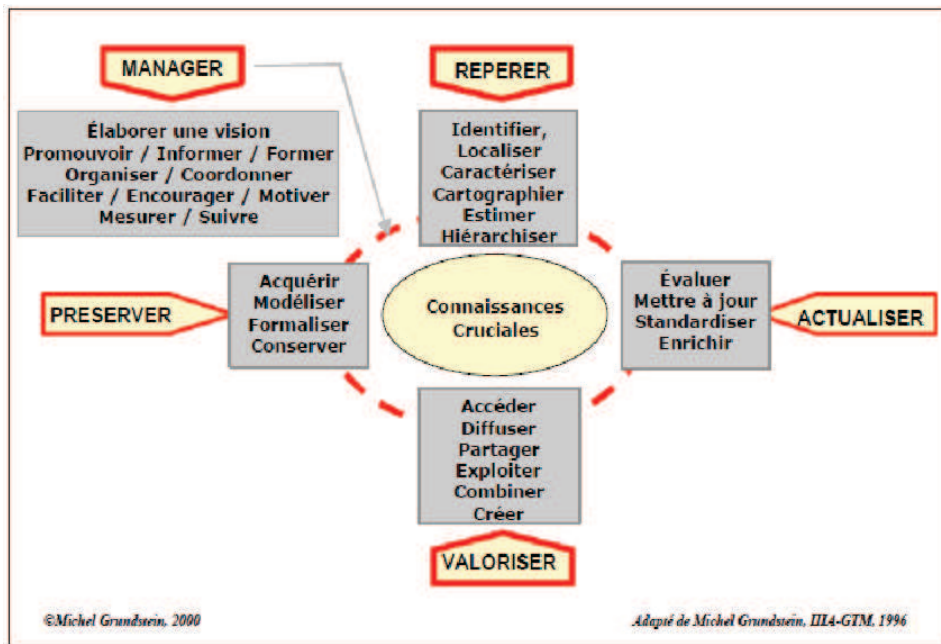 MANAGER
Élaborer une vision
Promouvoir / Informer / Former
Organiser / Coordonner
Faciliter / Encourager / Motiver
Mesurer / Suivre
REPERER
Identifier,
Localiser
Caractériser
Cartographier
Estimer
Hiérarchiser
PRESERVER
Acquérir
Modéliser
Formaliser
Conserver
Connaissances
Cruciales
Évaluer
Mettre à jour
Standardiser
Enrichir
ACTUALISER
Accéder
Diffuser
Partager
Exploiter
Combiner
Créer
VALORISER
©Michel Grundstein, 2000
Adapté de Michel Grundstein, IIIA-GTM, 1996